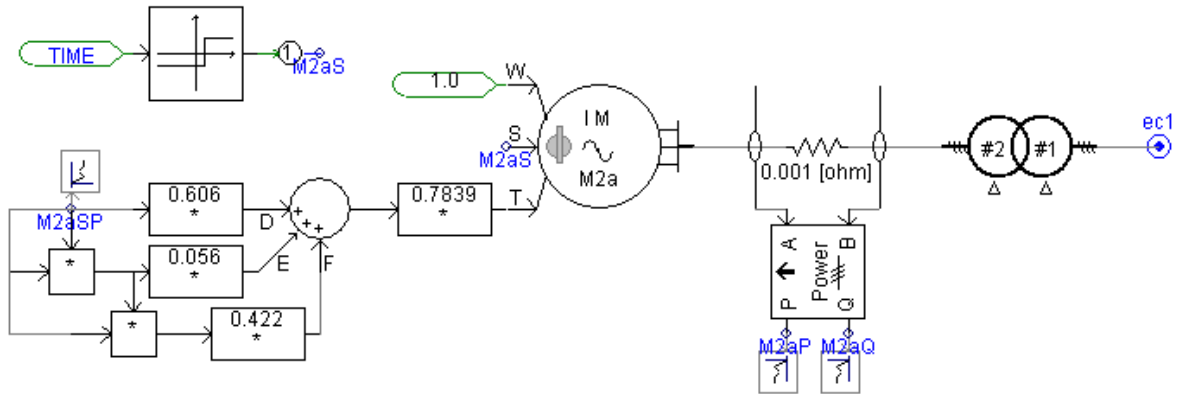 TIME
1
M2aS
1.0
W
S
M2aS
T
I M
M2a
0.001 [ohm]
#2
#1
ec1
M2aSP
0.606
*
D
0.7839
*
*
0.056
*
E
F
*
0.422
*
A
B
Power
P
Q
M2aP
M2aQ